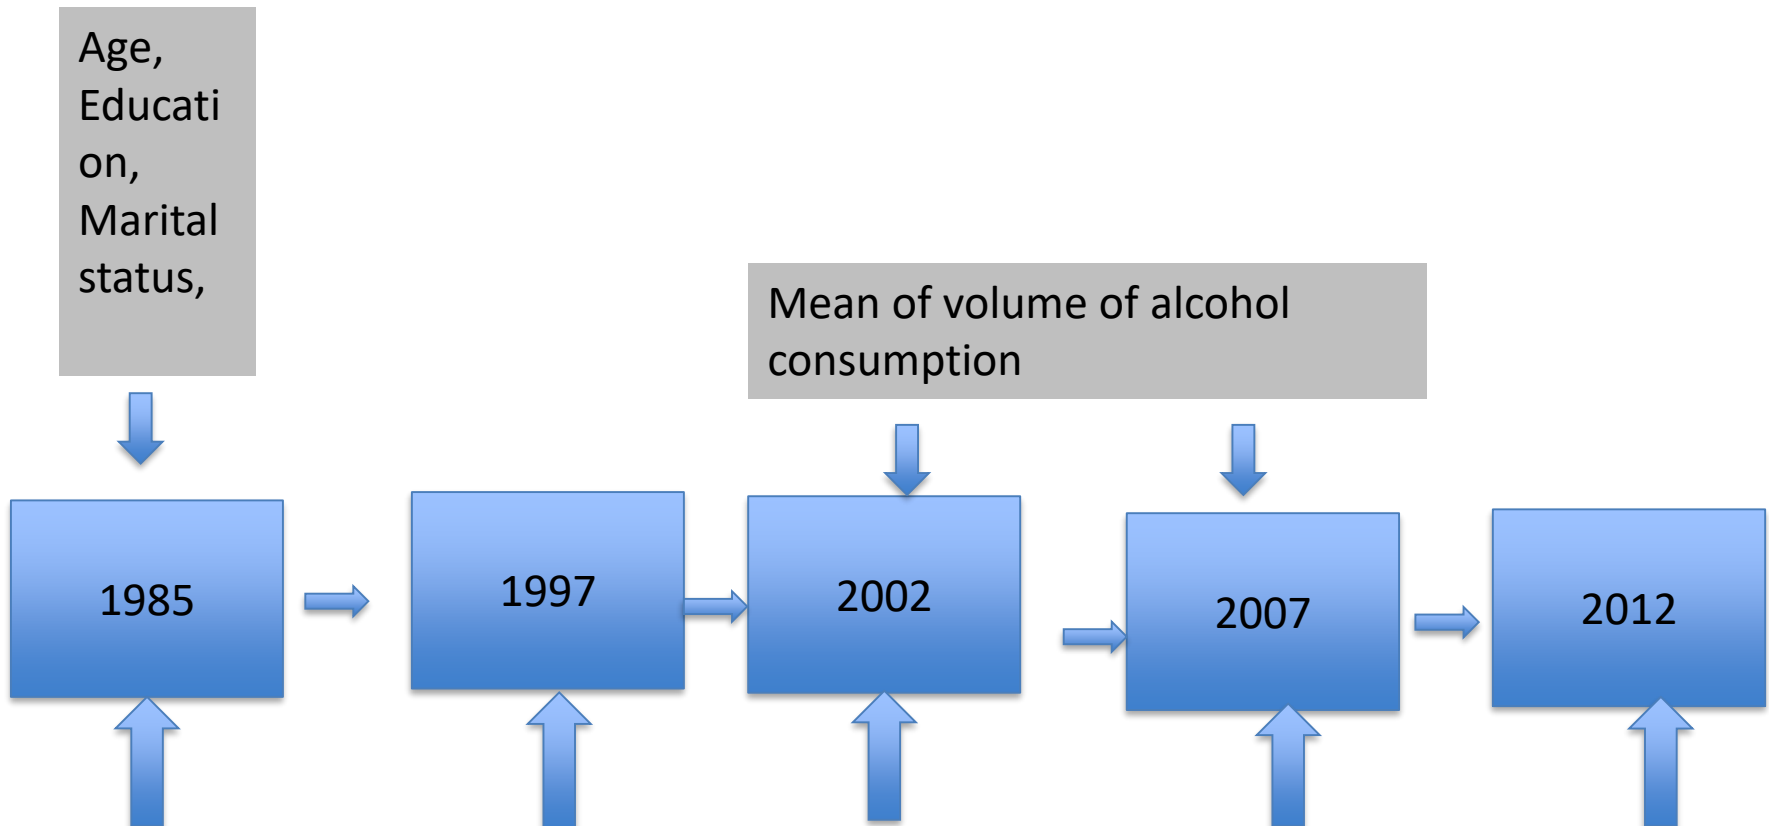 Age,
Educati
on,
Marital
status,
Mean of volume of alcohol
consumption
1985
1997
2002
2007
2012